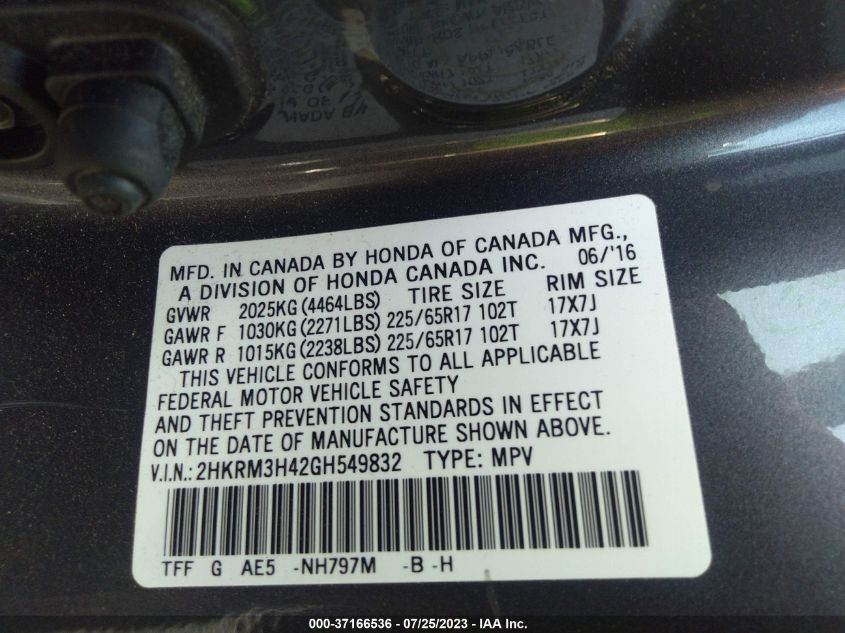 MFD. IN CANADA BY HONDA OF CANADA MFG.,
A DIVISION OF HONDA CANADA INC. 06/'16
GVWR 2025KG (4464LBS) TIRE SIZE RIM SIZE
GAWR F 1030KG (2271LBS) 225/65R17 102T 17X7J
GAWR R 1015KG (2238LBS) 225/65R17 102T 17X7J
THIS VEHICLE CONFORMS TO ALL APPLICABLE
FEDERAL MOTOR VEHICLE SAFETY
AND THEFT PREVENTION STANDARDS IN EFFECT
ON THE DATE OF MANUFACTURE SHOWN ABOVE.
V.I.N.: 2HKRM3H42GH549832 TYPE: MPV
TFF G AE5 -NH797M -B -H
000-37166536 - 07/25/2023 - IAA Inc.